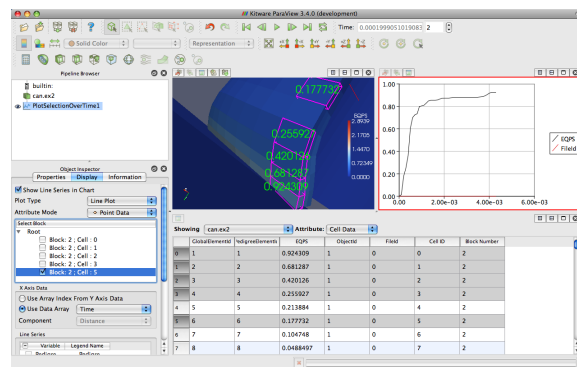 Kitware ParaView 3.4.0 (development)
Time: 0.0001999051019083 2
Solid Color
Representation
Pipeline Browser
builtin:
can.ex2
PlotSelectionOverTime1
Object Inspector
Properties Display Information
Show Line Series in Chart
Plot Type Line Plot
Attribute Mode Point Data
Select Block
Root
Block: 2 ; Cell : 0
Block: 2 ; Cell : 1
Block: 2 ; Cell : 2
Block: 2 ; Cell : 3
Block: 2 ; Cell : 5
X Axis Data
Use Array Index From Y Axis Data
Use Data Array Time
Component Distance
Line Series
Variable Legend Name
0.177732
0.255927
0.420126
0.681287
0.924309
EQPS
2.8939
2.1705
1.4470
0.72349
0.0000
1.00
0.80
0.60
0.40
0.20
0.00
0.00 2.00e-03 4.00e-03 6.00e-03
EQPS
FileId
Showing can.ex2 Attribute: Cell Data
GlobalElementId EQPS ObjectId FileId Cell ID Block Number
0 1 1 0.924309 1 0 0 2
1 2 2 0.681287 1 0 1 2
2 3 3 0.420126 1 0 2 2
3 4 4 0.255927 1 0 3 2
4 5 5 0.213884 1 0 4 2
5 6 6 0.177732 1 0 5 2
6 7 7 0.104748 1 0 6 2
7 8 8 0.0488497 1 0 7 2